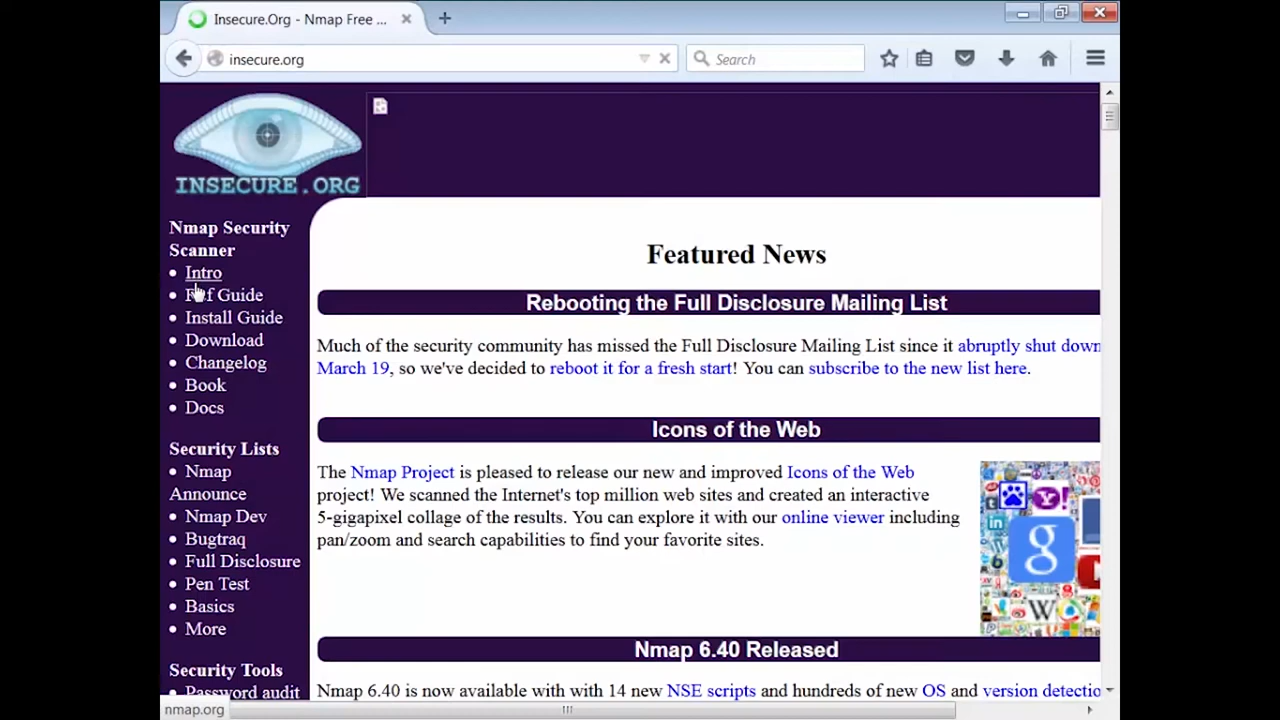 Insecure.Org - Nmap Free ...
insecure.org
Search
INSECURE.ORG
Nmap Security
Scanner
Intro
Ref Guide
Install Guide
Download
Changelog
Book
Docs
Security Lists
Nmap
Announce
Nmap Dev
Bugtraq
Full Disclosure
Pen Test
Basics
More
Security Tools
Password audit
Featured News
Rebooting the Full Disclosure Mailing List
Much of the security community has missed the Full Disclosure Mailing List since it abruptly shut down
March 19, so we've decided to reboot it for a fresh start! You can subscribe to the new list here.
Icons of the Web
The Nmap Project is pleased to release our new and improved Icons of the Web
project! We scanned the Internet's top million web sites and created an interactive
5-gigapixel collage of the results. You can explore it with our online viewer including
pan/zoom and search capabilities to find your favorite sites.
Nmap 6.40 Released
Nmap 6.40 is now available with with 14 new NSE scripts and hundreds of new OS and version detectio
nmap.org